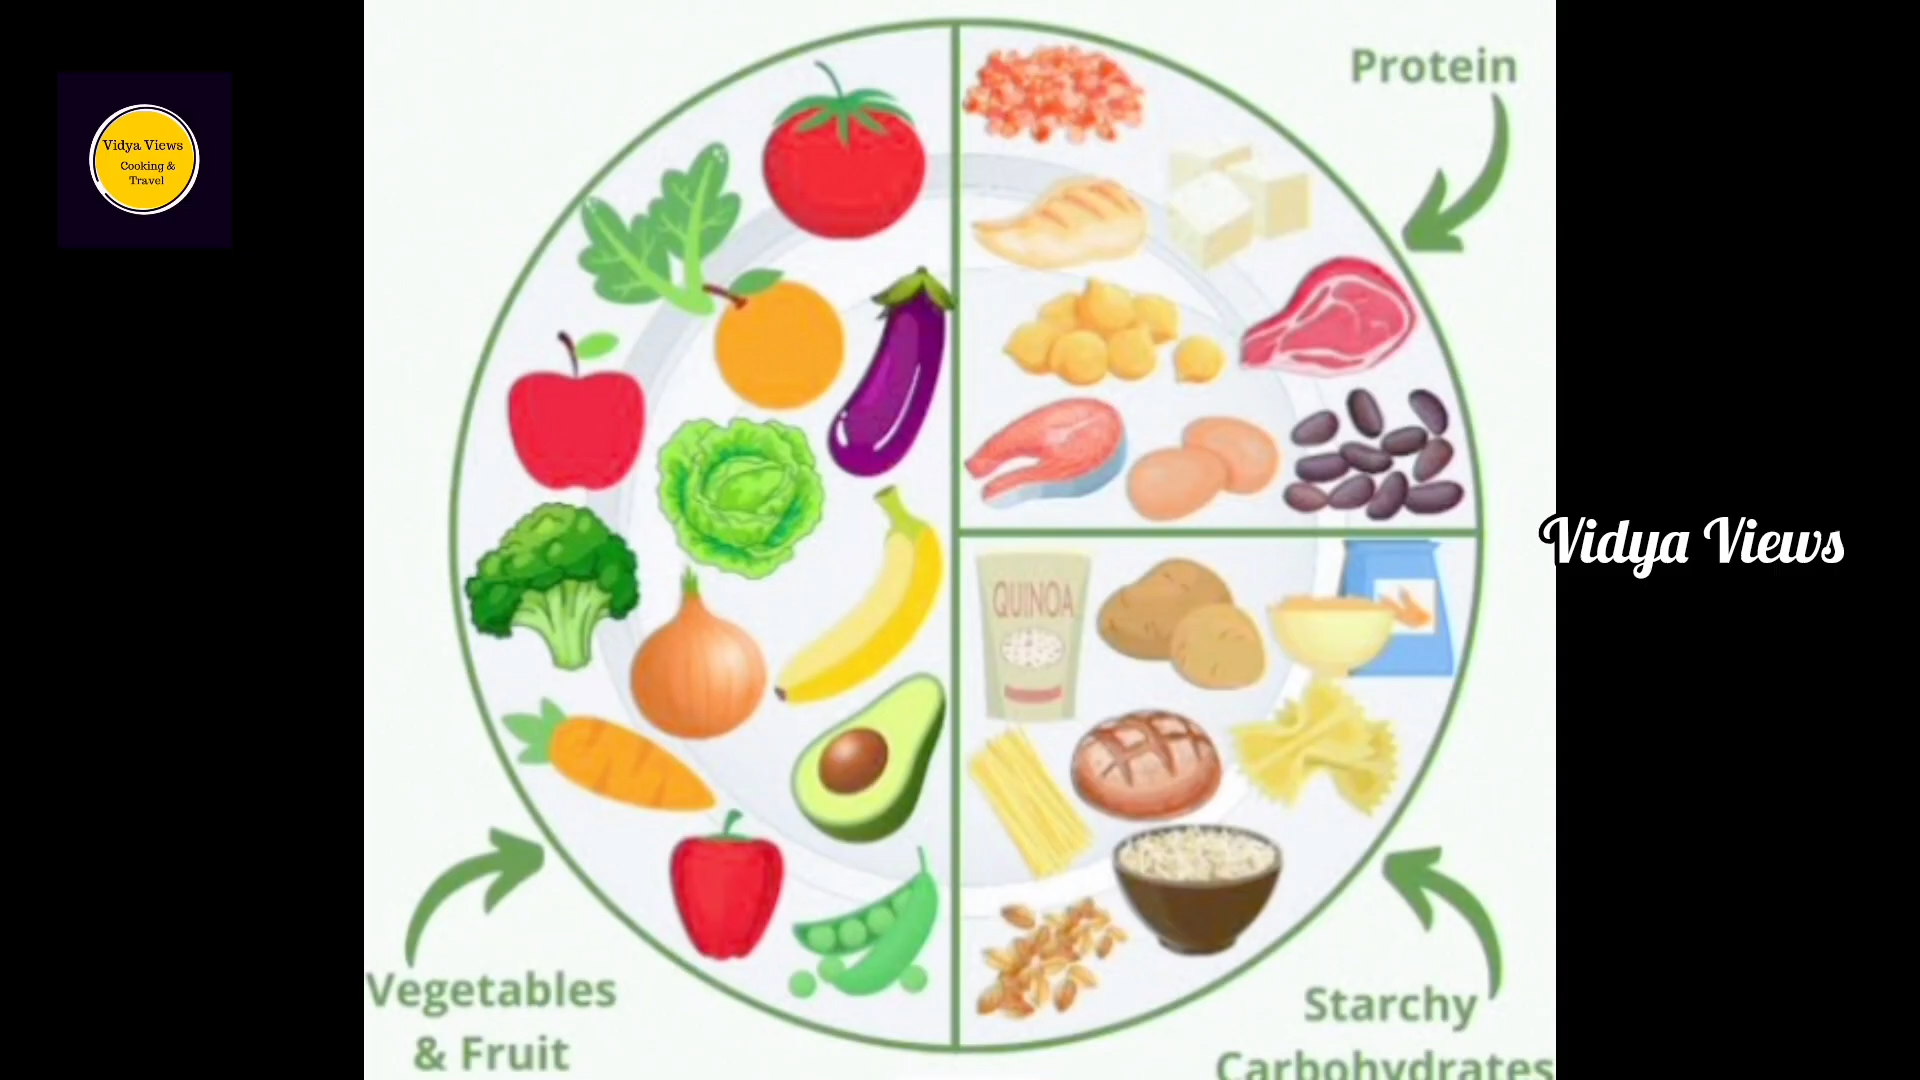 Vidya Views
Cooking &
Travel
Protein
QUINOA
Vidya Views
Vegetables
& Fruit
Starchy
Carbohydrates